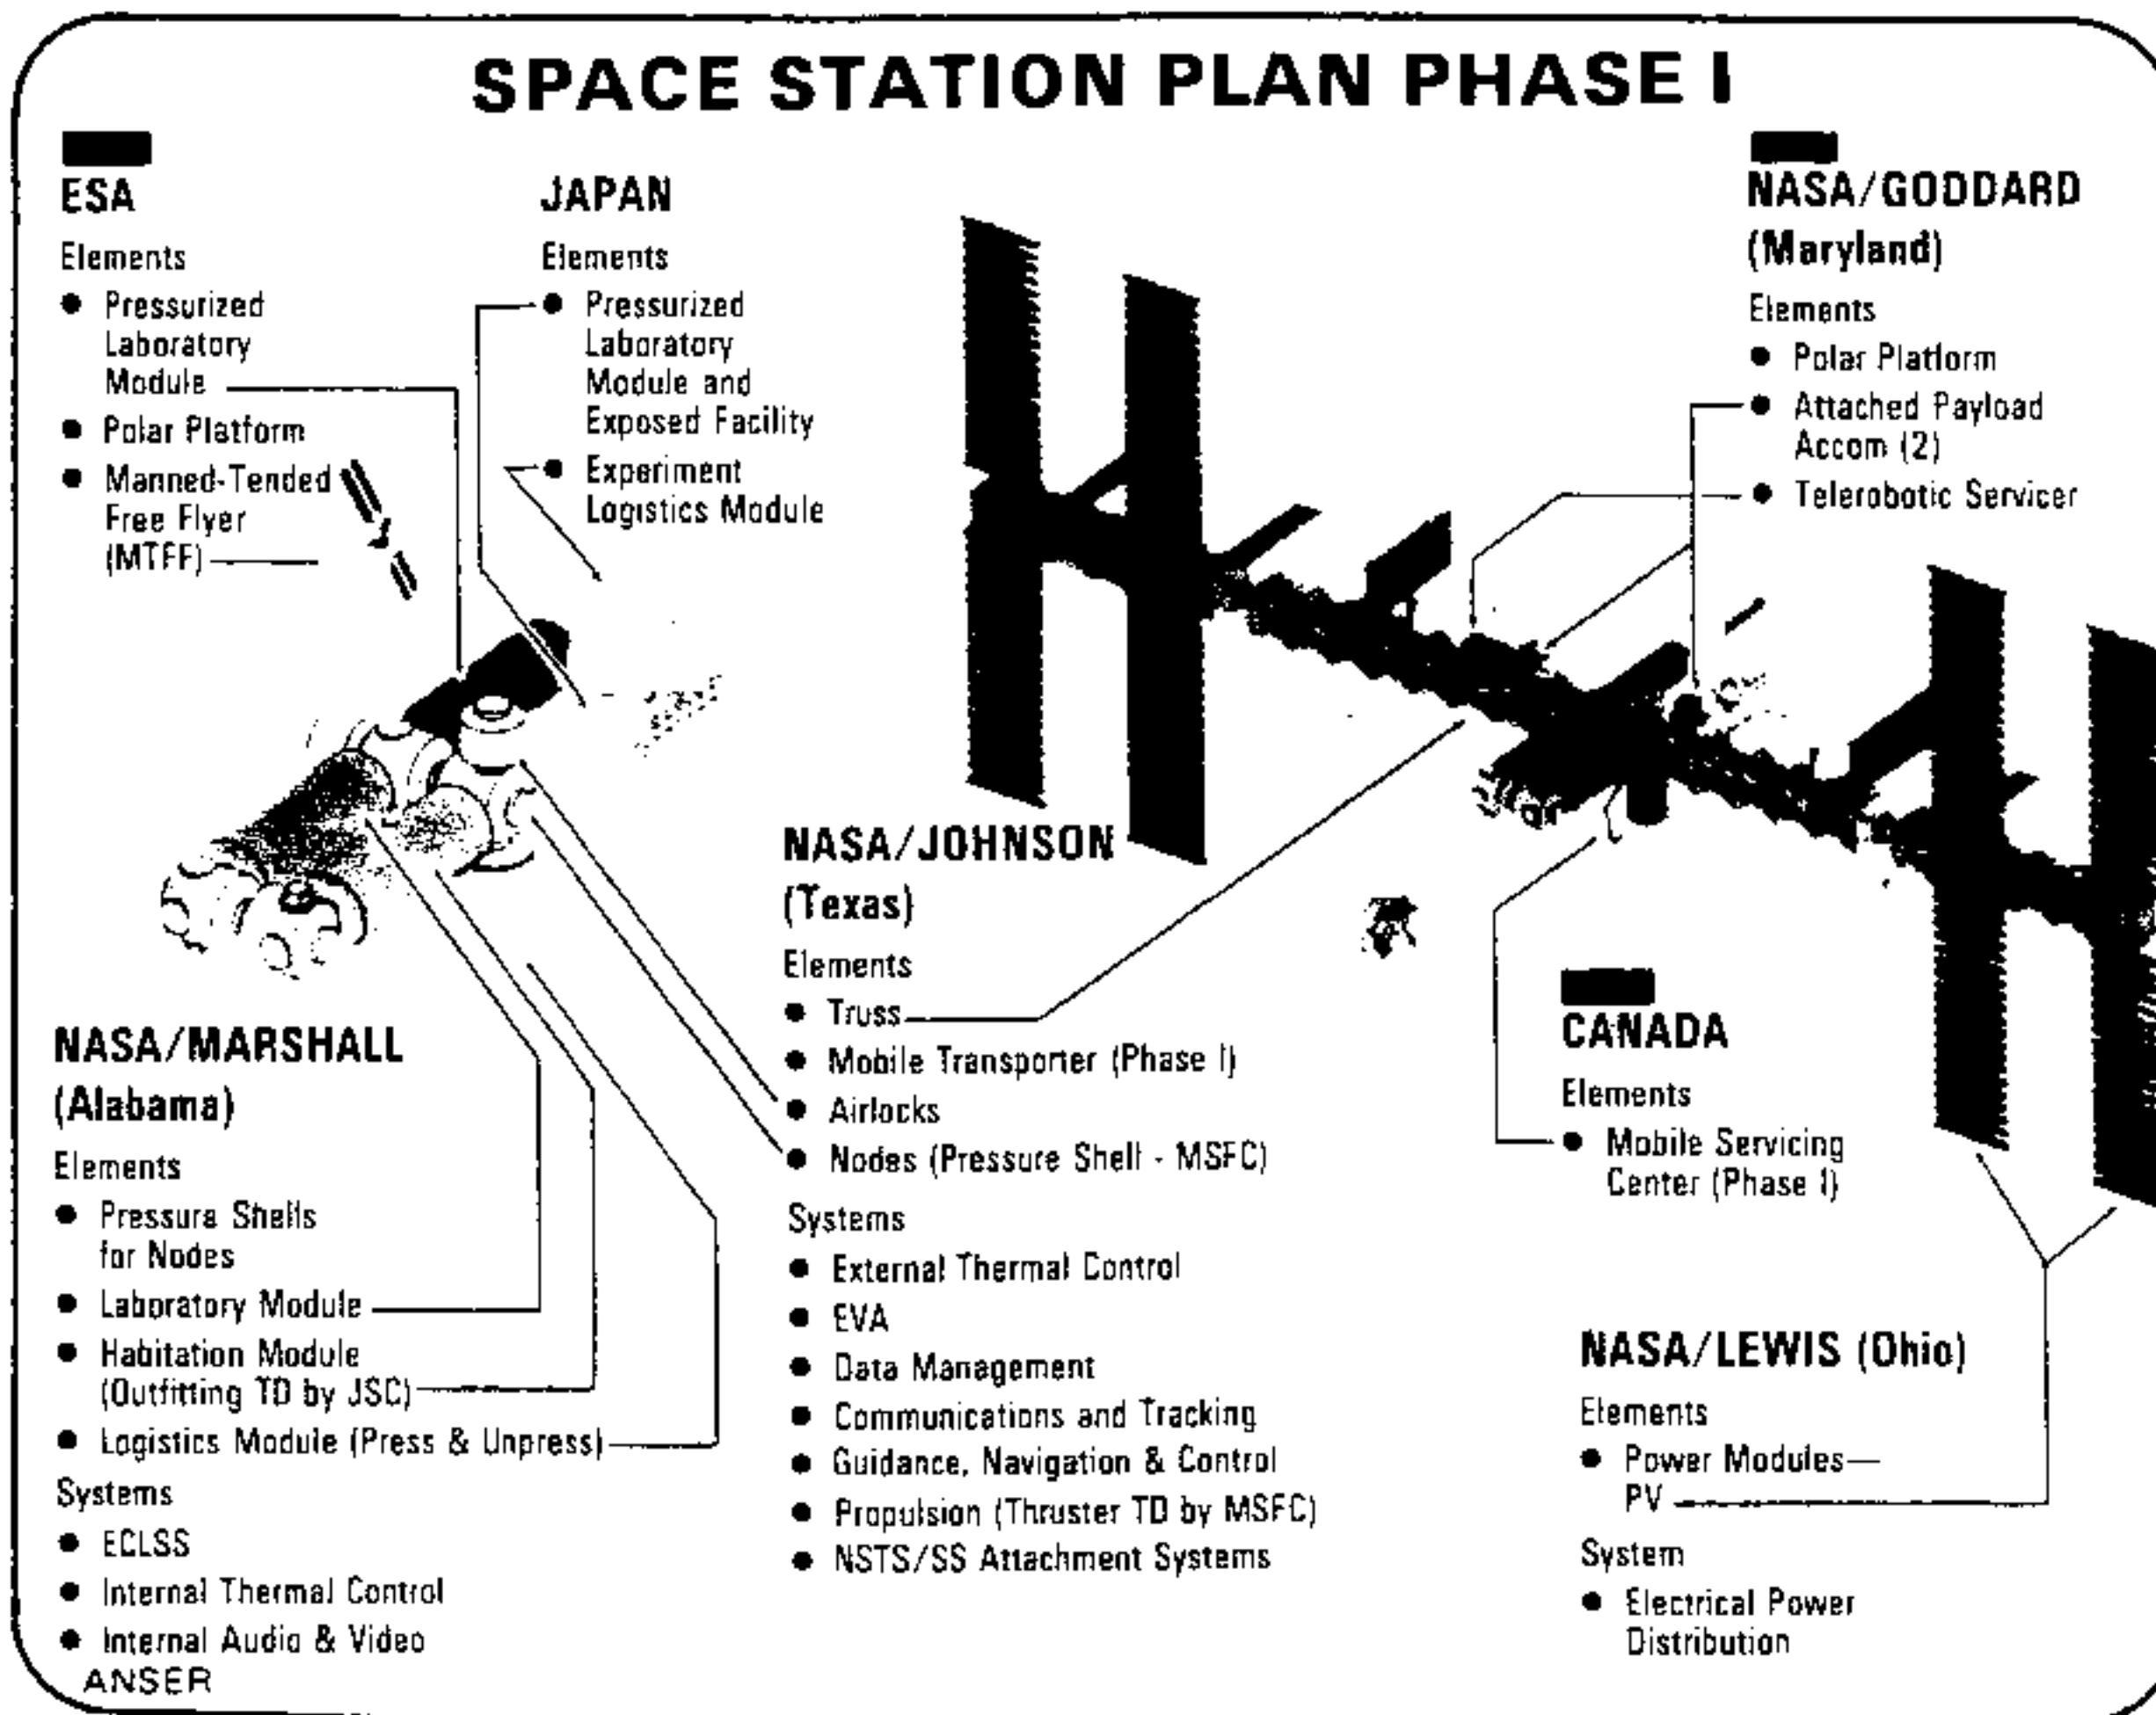 SPACE STATION PLAN PHASE I
ESA
Elements
● Pressurized
Laboratory
Module
● Polar Platform
● Manned-Tended
Free Flyer
(MTFF)
JAPAN
Elements
● Pressurized
Laboratory
Module and
Exposed Facility
● Experiment
Logistics Module
NASA/GODDARD
(Maryland)
Elements
● Polar Platform
● Attached Payload
Accom (2)
● Telerobotic Servicer
NASA/MARSHALL
(Alabama)
Elements
● Pressure Shells
for Nodes
● Laboratory Module
● Habitation Module
(Outfitting TD by JSC)
● Logistics Module (Press & Unpress)
Systems
● ECLSS
● Internal Thermal Control
● Internal Audio & Video
ANSER
NASA/JOHNSON
(Texas)
Elements
● Truss
● Mobile Transporter (Phase I)
● Airlocks
● Nodes (Pressure Shell - MSFC)
Systems
● External Thermal Control
● EVA
● Data Management
● Communications and Tracking
● Guidance, Navigation & Control
● Propulsion (Thruster TD by MSFC)
● NSTS/SS Attachment Systems
CANADA
Elements
● Mobile Servicing
Center (Phase I)
NASA/LEWIS (Ohio)
Elements
● Power Modules—
PV
System
● Electrical Power
Distribution